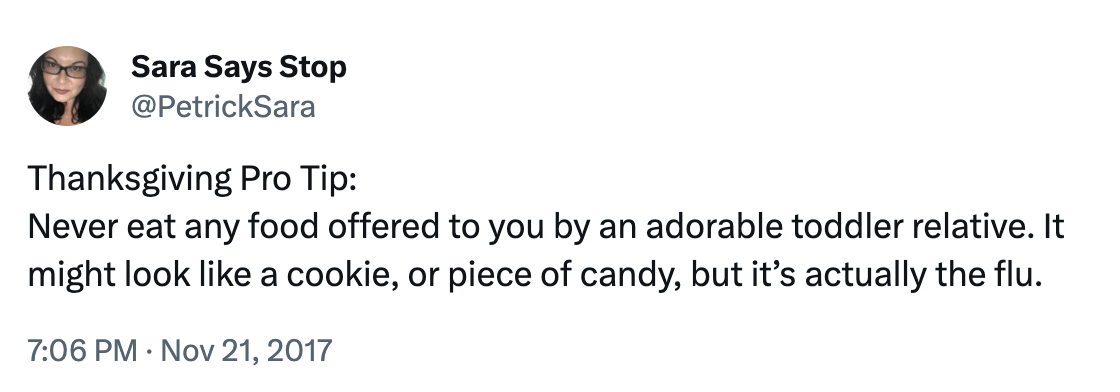 Sara Says Stop
@PetrickSara
Thanksgiving Pro Tip:
Never eat any food offered to you by an adorable toddler relative. It
might look like a cookie, or piece of candy, but it’s actually the flu.
7:06 PM · Nov 21, 2017